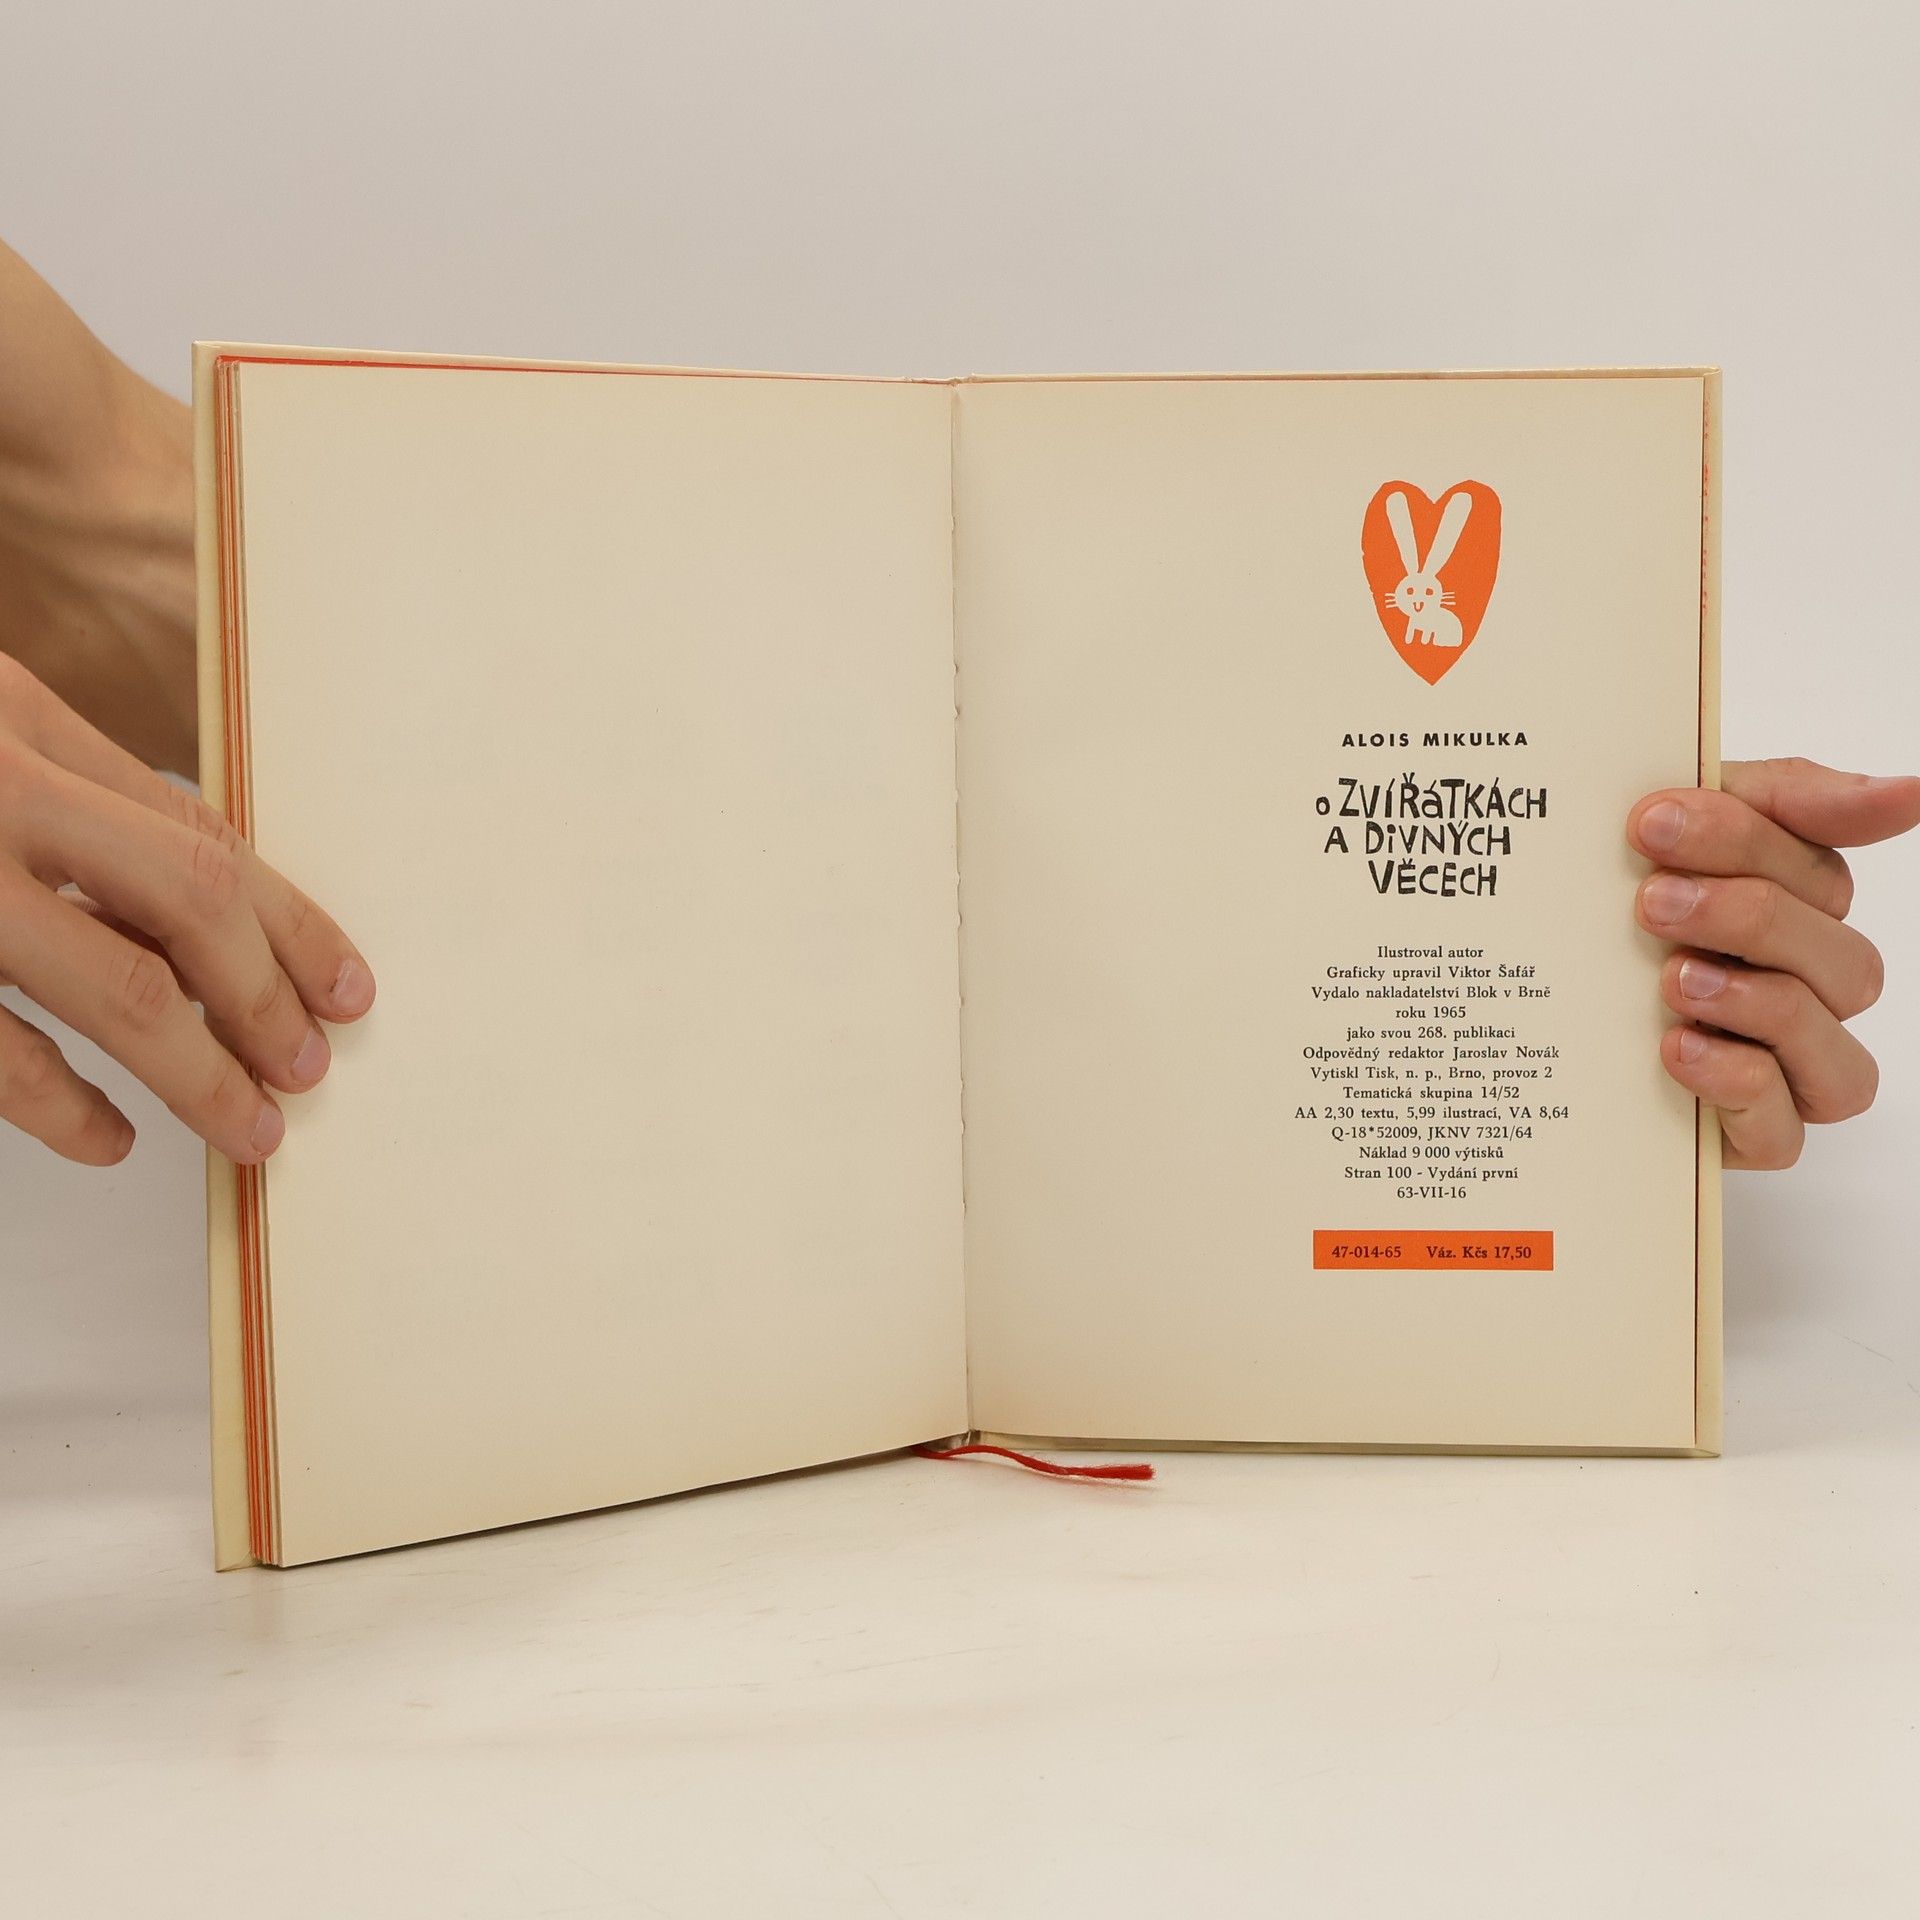 ALOIS MIKULKA
o ZVÍŘáTKÁCH
A DiVNÝCH
VĚCECH
Ilustroval autor
Graficky upravil Viktor Šafář
Vydalo nakladatelství Blok v Brně
roku 1965
jako svou 268. publikaci
Odpovědný redaktor Jaroslav Novák
Vytiskl Tisk, n. p., Brno, provoz 2
Tematická skupina 14/52
AA 2,30 textu, 5,99 ilustrací, VA 8,64
Q-18*52009, JKNV 7321/64
Náklad 9 000 výtisků
Stran 100 - Vydání první
63-VII-16
47-014-65 Váz. Kčs 17,50